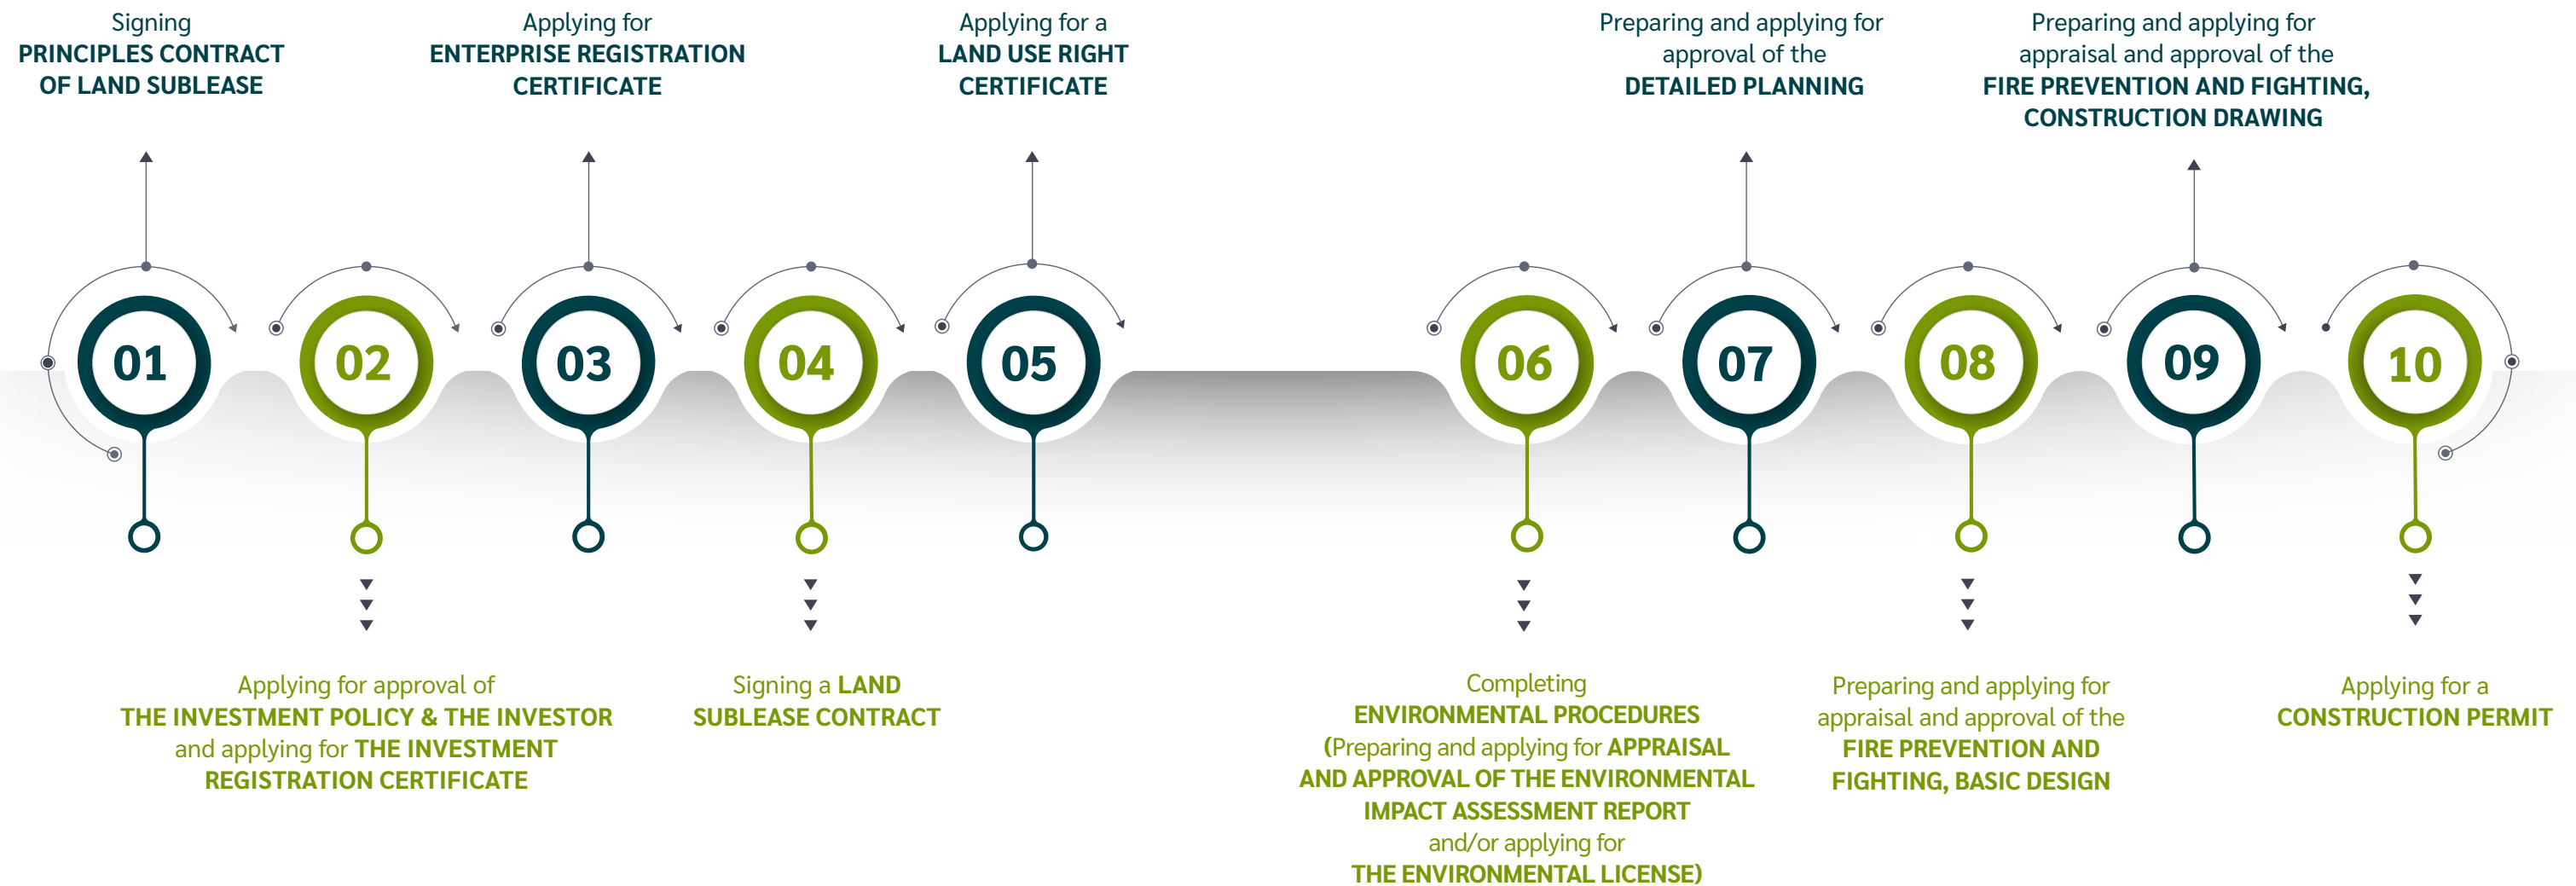 Signing
PRINCIPLES CONTRACT
OF LAND SUBLEASE
Applying for
ENTERPRISE REGISTRATION
CERTIFICATE
Applying for a
LAND USE RIGHT
CERTIFICATE
Preparing and applying for
approval of the
DETAILED PLANNING
Preparing and applying for
appraisal and approval of the
FIRE PREVENTION AND FIGHTING,
CONSTRUCTION DRAWING
01
02
03
04
05
06
07
08
09
10
Applying for approval of
THE INVESTMENT POLICY & THE INVESTOR
and applying for THE INVESTMENT
REGISTRATION CERTIFICATE
Signing a LAND
SUBLEASE CONTRACT
Completing
ENVIRONMENTAL PROCEDURES
(Preparing and applying for APPRAISAL
AND APPROVAL OF THE ENVIRONMENTAL
IMPACT ASSESSMENT REPORT
and/or applying for
THE ENVIRONMENTAL LICENSE)
Preparing and applying for
appraisal and approval of the
FIRE PREVENTION AND
FIGHTING, BASIC DESIGN
Applying for a
CONSTRUCTION PERMIT